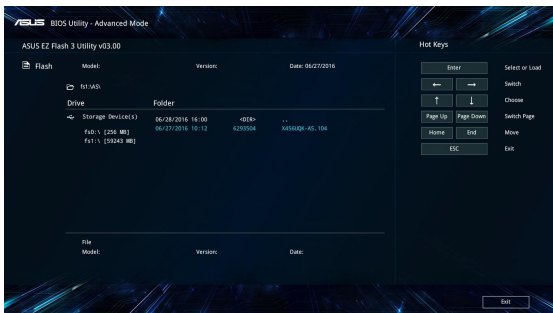 ASUS BIOS Utility - Advanced Mode
ASUS EZ Flash 3 Utility v03.00
Flash
Model: Version: Date: 06/27/2016
fs1:\AS\
Drive Folder
Storage Device(s)
fs0:\ [256 MB]
fs1:\ [59243 MB]
06/28/2016 16:00 <DIR> ..
06/27/2016 10:12 6293504 X456UQK-AS.104
File
Model: Version: Date:
Hot Keys
Enter Select or Load
← → Switch
↑ ↓ Choose
Page Up Page Down Switch Page
Home End Move
ESC Exit
Exit